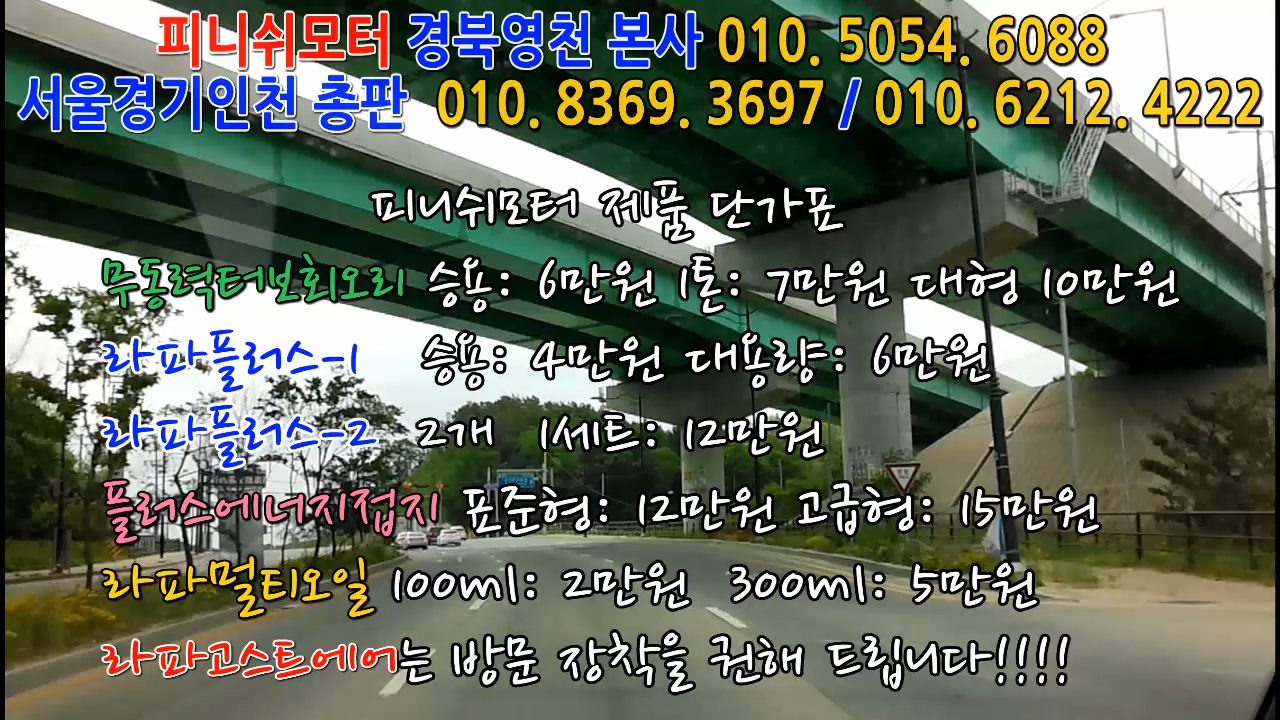 피니쉬모터 경북영천 본사 010. 5054. 6088
서울경기인천 총판 010. 8369. 3697 / 010. 6212. 4222
피니쉬모터 제품 단가표
무동력터보회오리 승용: 6만원 1톤: 7만원 대형 10만원
라파플러스-1 승용: 4만원 대용량: 6만원
라파플러스-2 2개 1세트: 12만원
플러스에너지접지 표준형: 12만원 고급형: 15만원
라파멀티오일 100ml: 2만원 300ml: 5만원
라파고스트에어는 방문 장착을 권해 드립니다!!!!